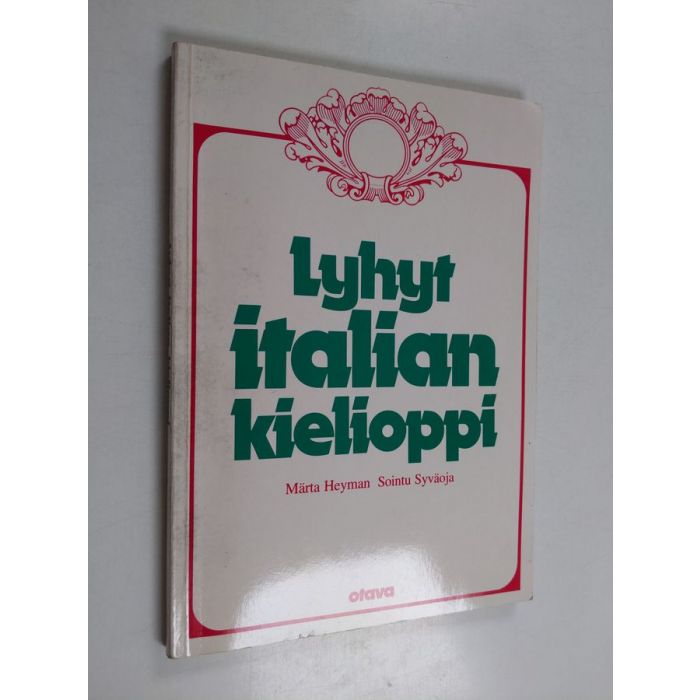 Lyhyt
italian
kielioppi
Märta Heyman Sointu Syväoja
otava